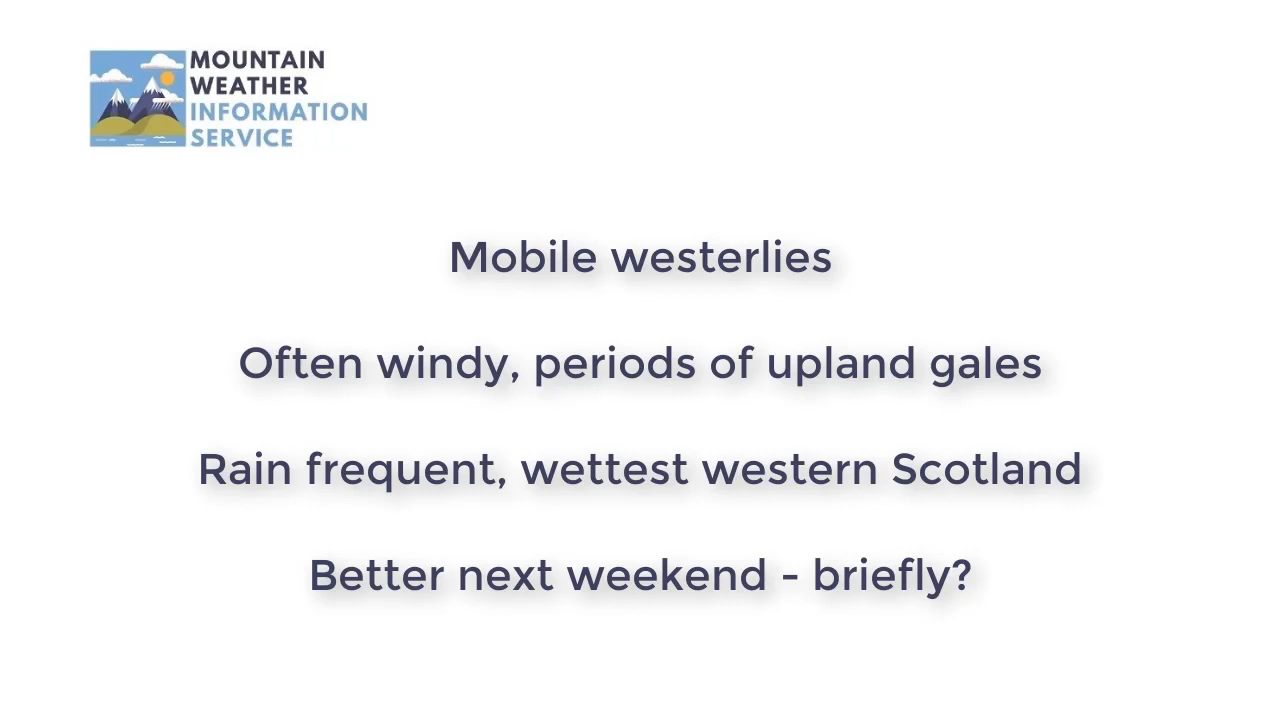 MOUNTAIN
WEATHER
INFORMATION
SERVICE
Mobile westerlies
Often windy, periods of upland gales
Rain frequent, wettest western Scotland
Better next weekend - briefly?